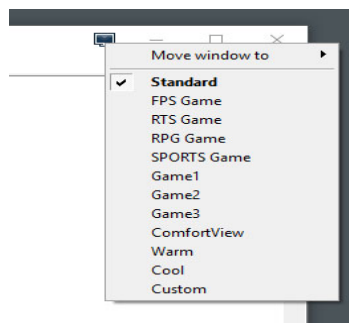 Move window to
Standard
FPS Game
RTS Game
RPG Game
SPORTS Game
Game1
Game2
Game3
ComfortView
Warm
Cool
Custom